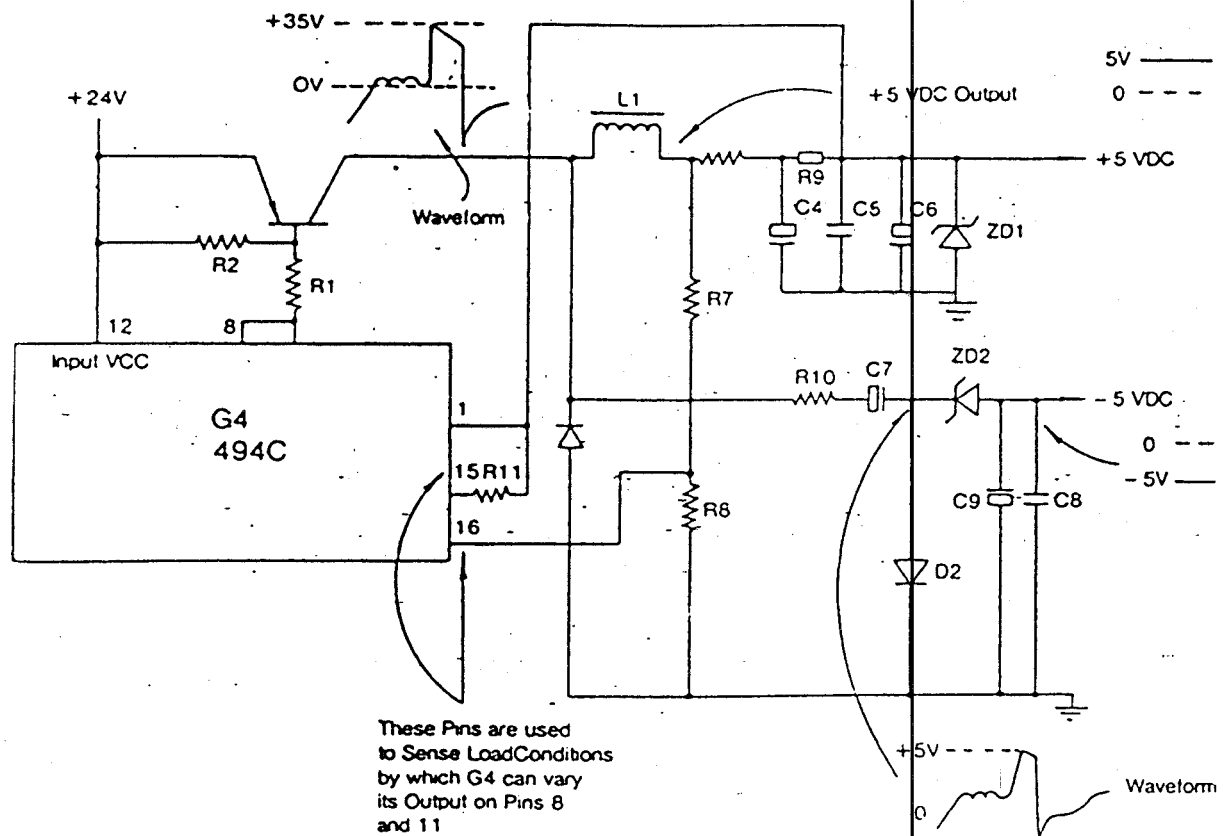 +35V
0V
+24V
L1
+5 VDC Output
5V
0
+5 VDC
R9
C4
C5
C6
ZD1
Waveform
R2
R1
R7
12
8
Input VCC
G4
494C
1
15 R11
16
R10
C7
ZD2
-5 VDC
0
-5V
R8
C9
C8
D2
These Pins are used
to Sense LoadConditions
by which G4 can vary
its Output on Pins 8
and 11
+5V
0
Waveform